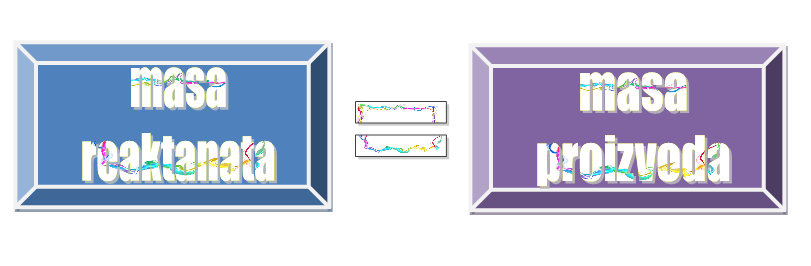 masa
reaktanata
=
masa
proizvoda